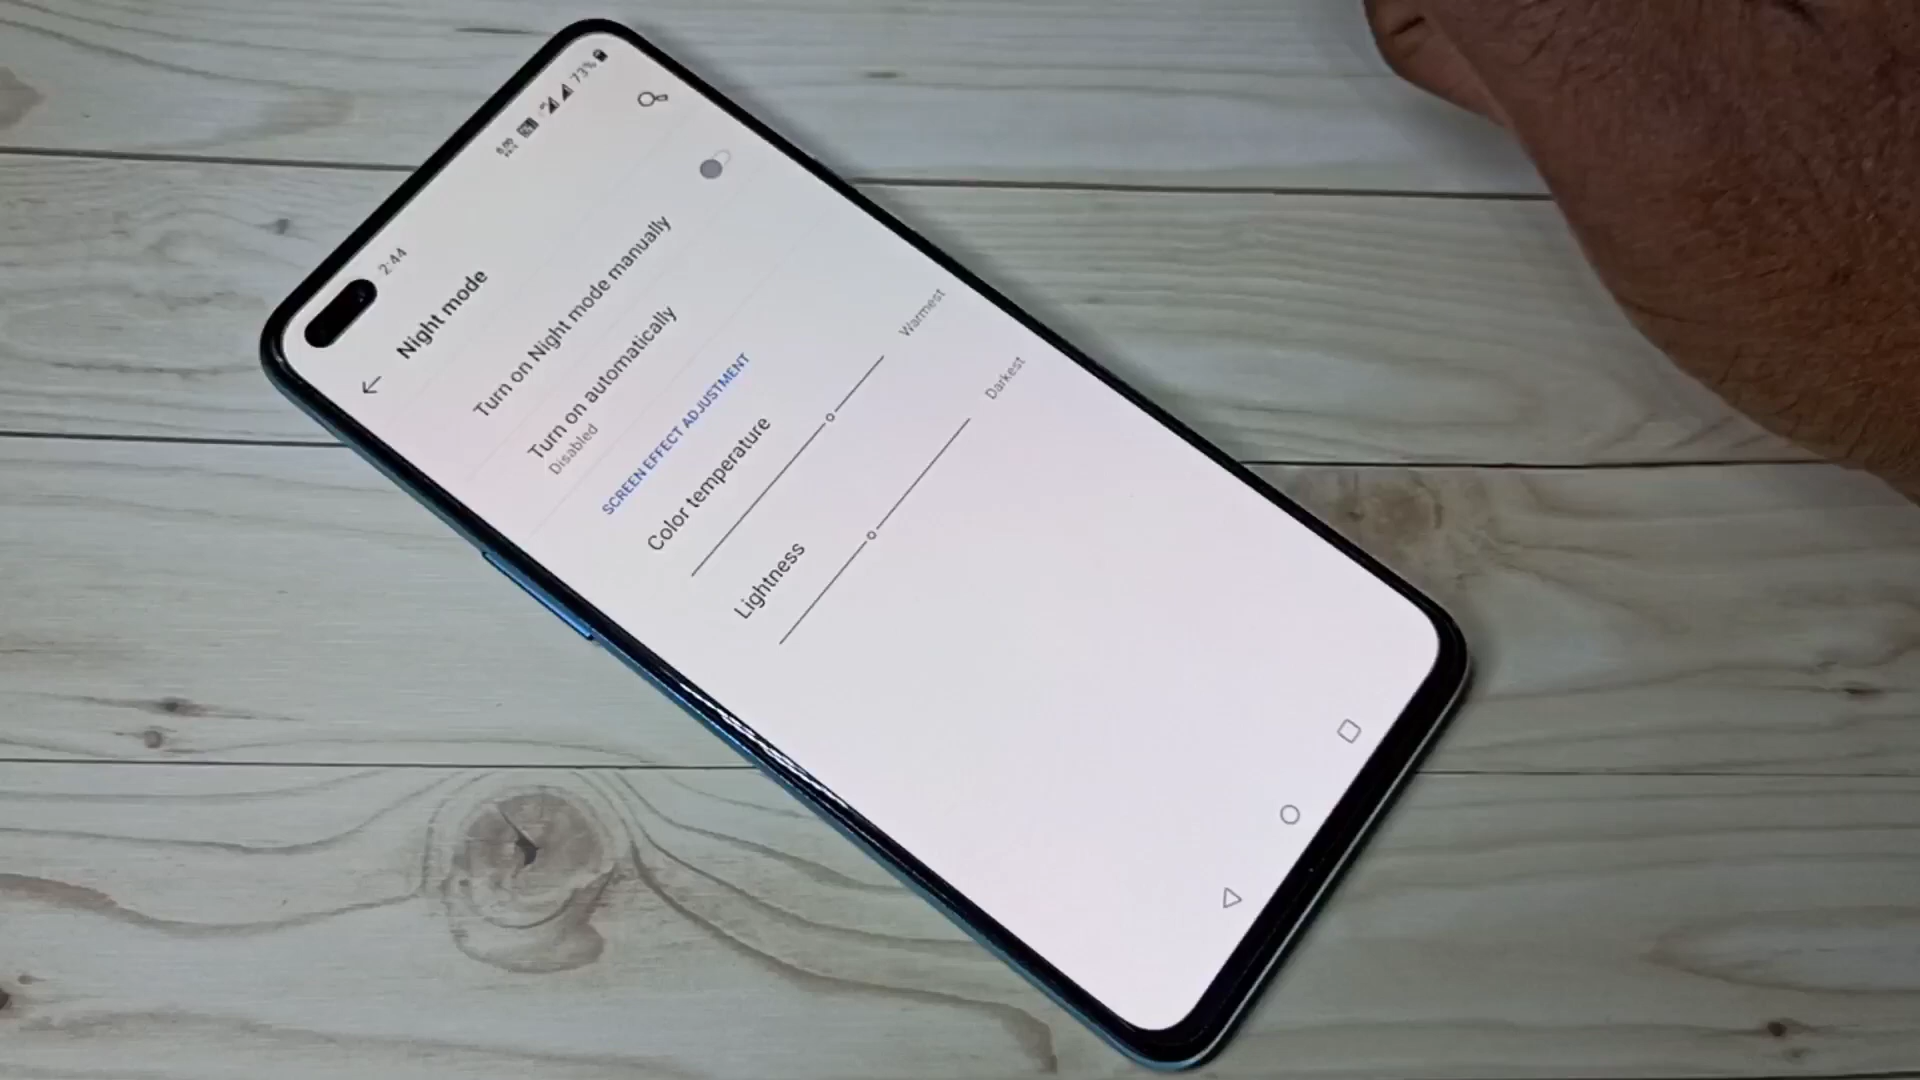 2:44
73%
Night mode
Turn on Night mode manually
Turn on automatically
Disabled
SCREEN EFFECT ADJUSTMENT
Color temperature
Warmest
Lightness
Darkest